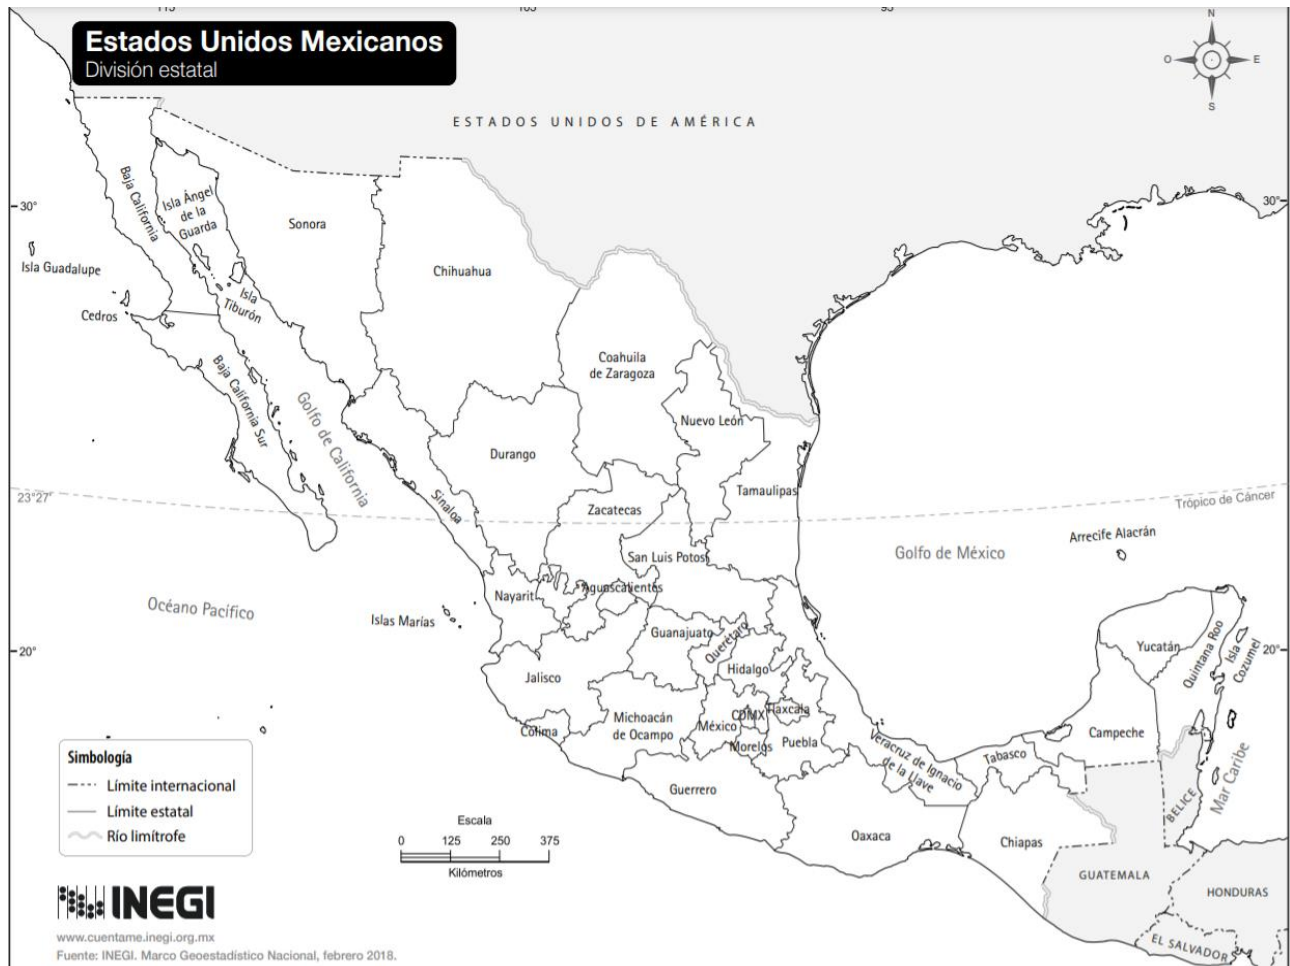 115
105
95
Estados Unidos Mexicanos
División estatal
N
O
E
S
ESTADOS UNIDOS DE AMÉRICA
Baja California
Isla Ángel
de la
Guarda
Sonora
30°
30°
Isla Guadalupe
Chihuahua
Isla
Tiburón
Cedros
Coahuila
de Zaragoza
Baja California Sur
Golfo de California
Nuevo León
Durango
23°27'
Sinaloa
Tamaulipas
Trópico de Cáncer
Zacatecas
Arrecife Alacrán
Golfo de México
San Luis Potosí
Nayarit
Aguascalientes
Océano Pacífico
Islas Marías
Guanajuato
Querétaro
Yucatán
Quintana Roo
Isla
Cozumel
20°
20°
Hidalgo
Jalisco
Michoacán
de Ocampo
México
CDMX
Tlaxcala
Colima
Morelos
Puebla
Veracruz de Ignacio
de la Llave
Tabasco
Campeche
Mar Caribe
BELICE
Simbología
Límite internacional
Límite estatal
Río limítrofe
Guerrero
Escala
0 125 250 375
Kilómetros
Oaxaca
Chiapas
GUATEMALA
HONDURAS
EL SALVADOR
INEGI
www.cuentame.inegi.org.mx
Fuente: INEGI. Marco Geoestadístico Nacional, febrero 2018.